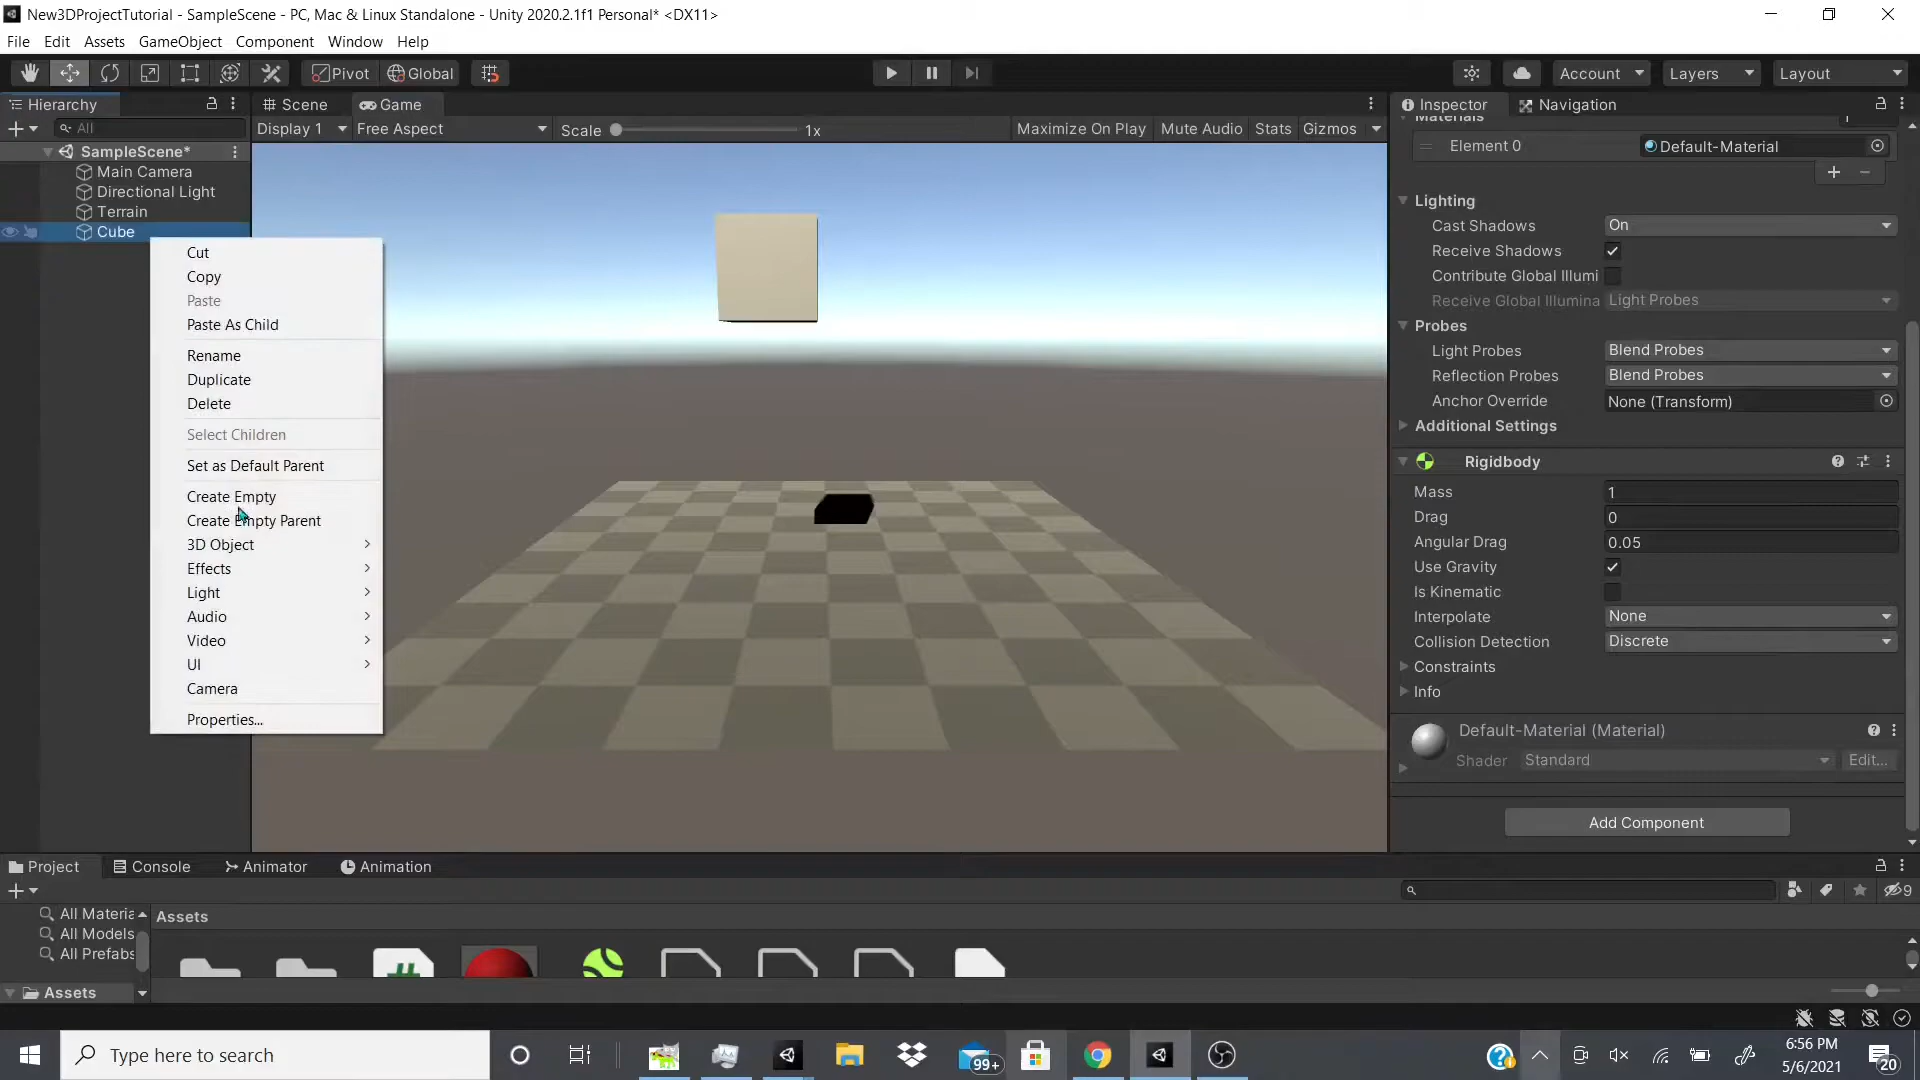 New3DProjectTutorial - SampleScene - PC, Mac & Linux Standalone - Unity 2020.2.1f1 Personal* <DX11>
File Edit Assets GameObject Component Window Help
Pivot Global Account Layers Layout
Hierarchy
All
SampleScene*
Main Camera
Directional Light
Terrain
Cube
Cut
Copy
Paste
Paste As Child
Rename
Duplicate
Delete
Select Children
Set as Default Parent
Create Empty
Create Empty Parent
3D Object
Effects
Light
Audio
Video
UI
Camera
Properties...
Scene Game
Display 1 Free Aspect Scale 1x Maximize On Play Mute Audio Stats Gizmos
Inspector Navigation
Materials 1
Element 0 Default-Material
Lighting
Cast Shadows On
Receive Shadows
Contribute Global Illumi
Receive Global Illumina Light Probes
Probes
Light Probes Blend Probes
Reflection Probes Blend Probes
Anchor Override None (Transform)
Additional Settings
Rigidbody
Mass 1
Drag 0
Angular Drag 0.05
Use Gravity
Is Kinematic
Interpolate None
Collision Detection Discrete
Constraints
Info
Default-Material (Material)
Shader Standard Edit...
Add Component
Project Console Animator Animation
9
All Materia
All Models
All Prefabs
Assets
Assets
Type here to search
99+
6:56 PM
5/6/2021
20